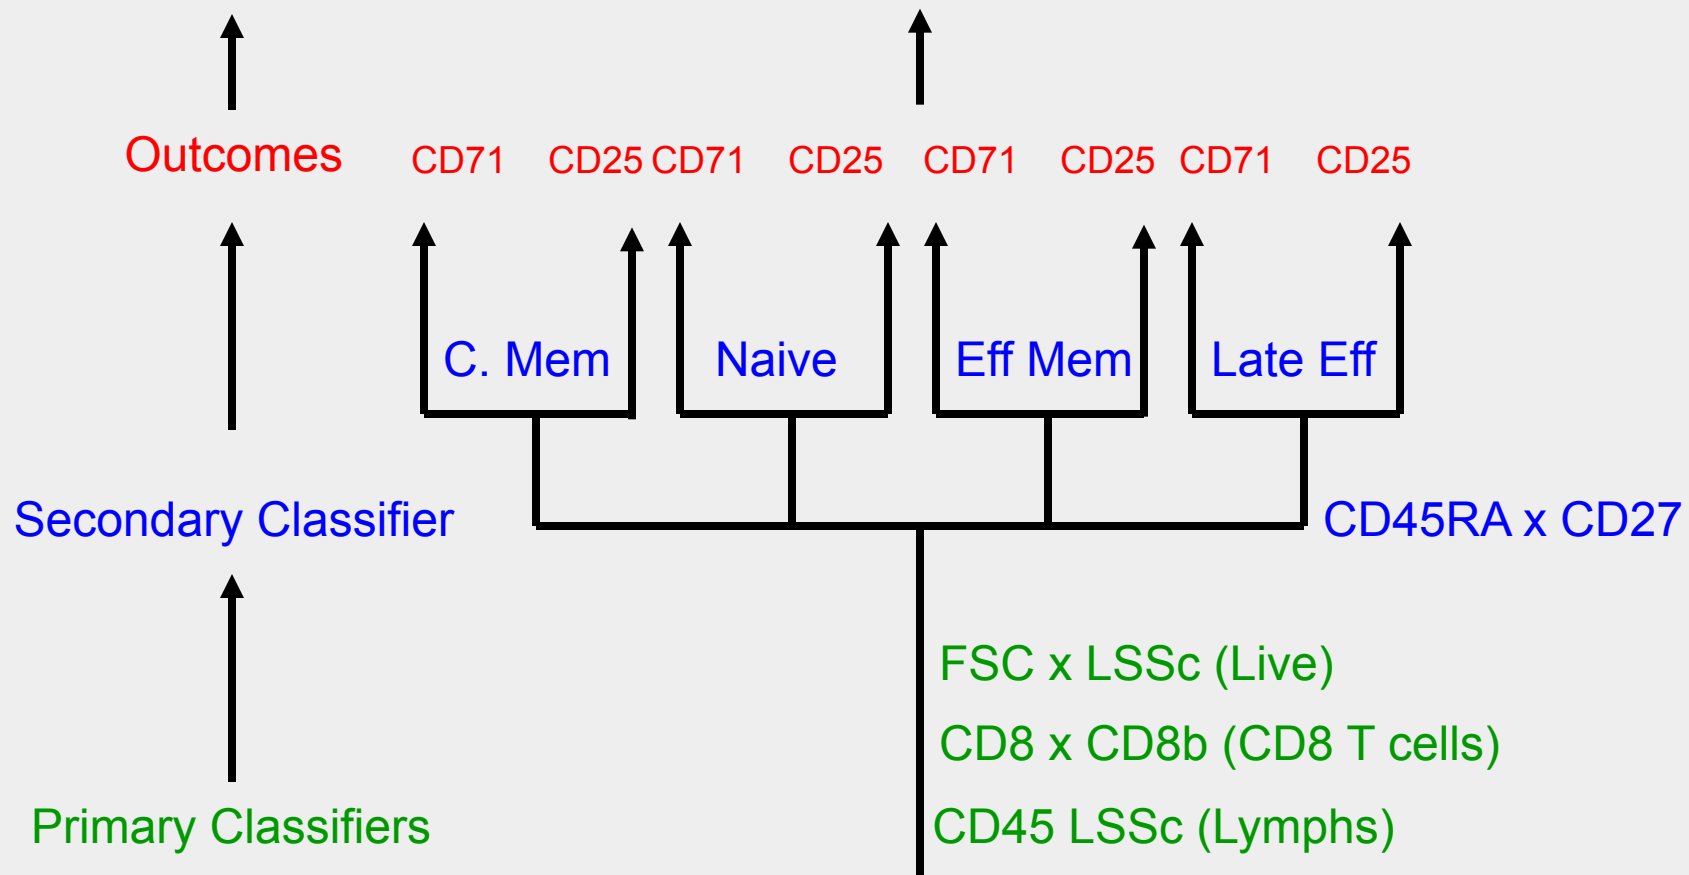 Outcomes CD71 CD25 CD71 CD25 CD71 CD25 CD71 CD25
C. Mem Naive Eff Mem Late Eff
Secondary Classifier CD45RA x CD27
FSC x LSSc (Live)
CD8 x CD8b (CD8 T cells)
Primary Classifiers CD45 LSSc (Lymphs)